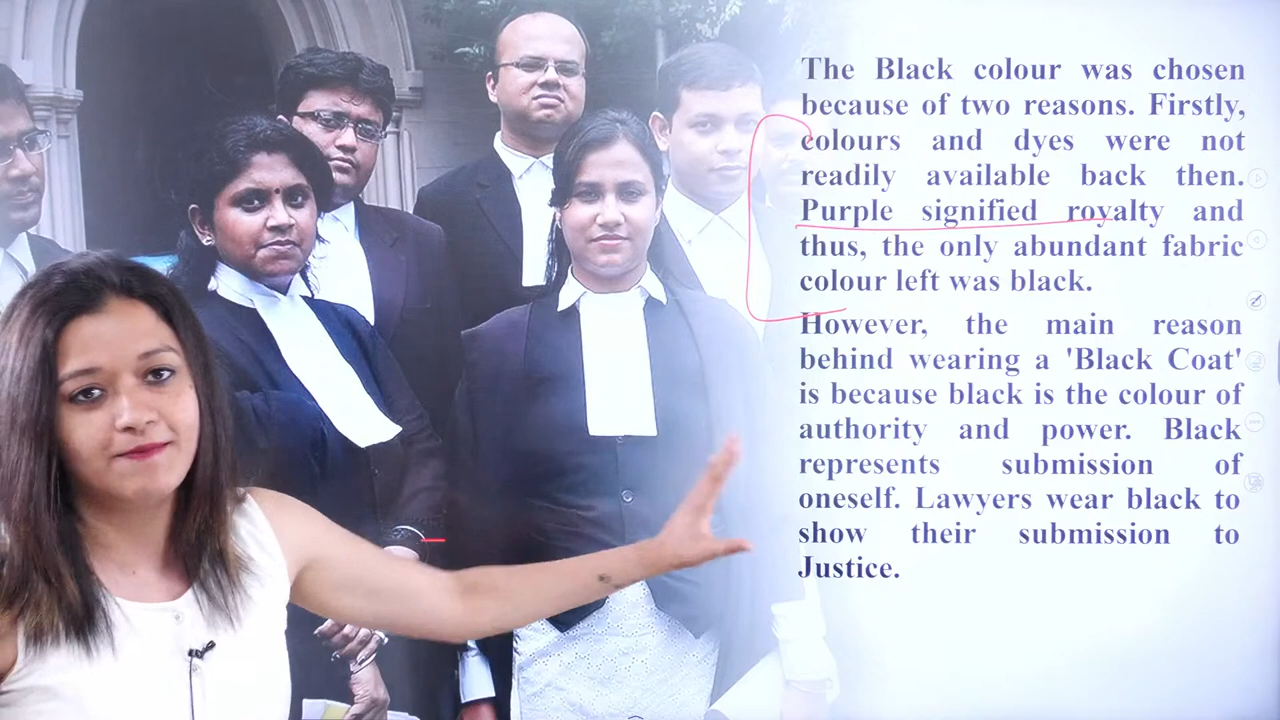 The Black colour was chosen
because of two reasons. Firstly,
colours and dyes were not
readily available back then.
Purple signified royalty and
thus, the only abundant fabric
colour left was black.
However, the main reason
behind wearing a 'Black Coat'
is because black is the colour of
authority and power. Black
represents submission of
oneself. Lawyers wear black to
show their submission to
Justice.